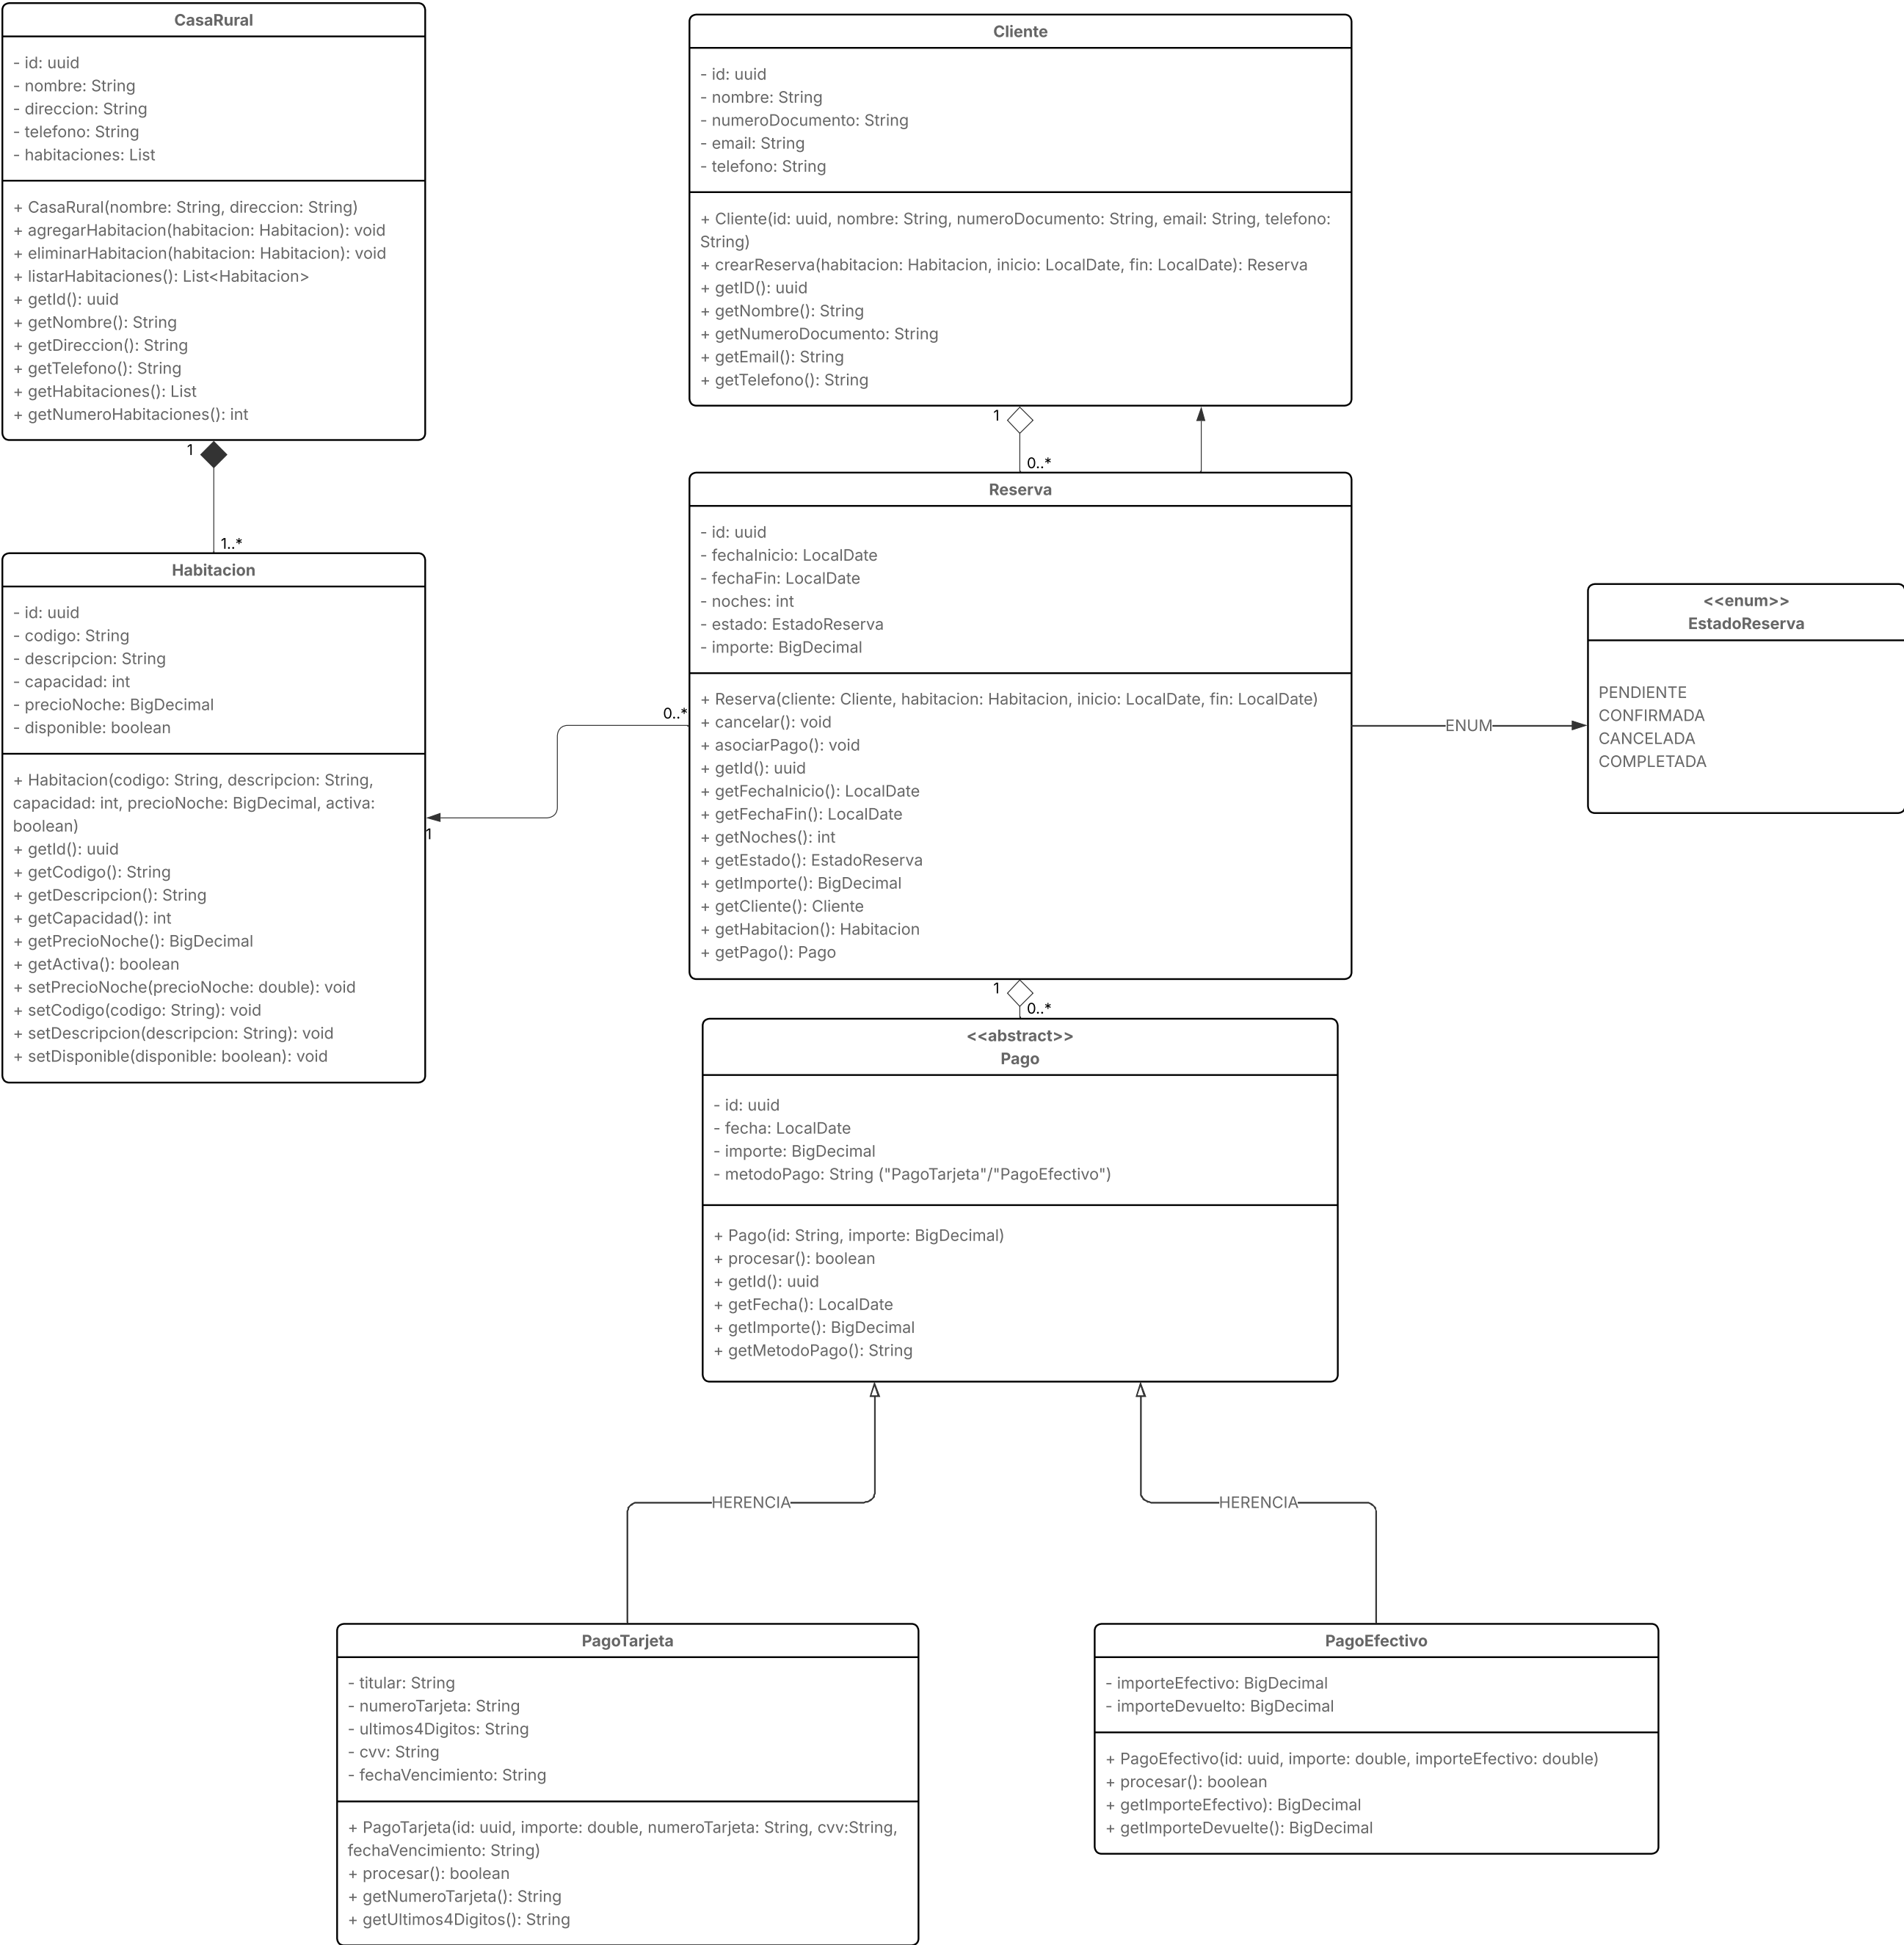 CasaRural
- id: uuid
- nombre: String
- direccion: String
- telefono: String
- habitaciones: List
+ CasaRural(nombre: String, direccion: String)
+ agregarHabitacion(habitacion: Habitacion): void
+ eliminarHabitacion(habitacion: Habitacion): void
+ listarHabitaciones(): List<Habitacion>
+ getId(): uuid
+ getNombre(): String
+ getDireccion(): String
+ getTelefono(): String
+ getHabitaciones(): List
+ getNumeroHabitaciones(): int
1
1..*
Habitacion
- id: uuid
- codigo: String
- descripcion: String
- capacidad: int
- precioNoche: BigDecimal
- disponible: boolean
+ Habitacion(codigo: String, descripcion: String,
capacidad: int, precioNoche: BigDecimal, activa:
boolean)
+ getId(): uuid
+ getCodigo(): String
+ getDescripcion(): String
+ getCapacidad(): int
+ getPrecioNoche(): BigDecimal
+ getActiva(): boolean
+ setPrecioNoche(precioNoche: double): void
+ setCodigo(codigo: String): void
+ setDescripcion(descripcion: String): void
+ setDisponible(disponible: boolean): void
Cliente
- id: uuid
- nombre: String
- numeroDocumento: String
- email: String
- telefono: String
+ Cliente(id: uuid, nombre: String, numeroDocumento: String, email: String, telefono:
String)
+ crearReserva(habitacion: Habitacion, inicio: LocalDate, fin: LocalDate): Reserva
+ getID(): uuid
+ getNombre(): String
+ getNumeroDocumento: String
+ getEmail(): String
+ getTelefono(): String
1
0..*
Reserva
- id: uuid
- fechaInicio: LocalDate
- fechaFin: LocalDate
- noches: int
- estado: EstadoReserva
- importe: BigDecimal
+ Reserva(cliente: Cliente, habitacion: Habitacion, inicio: LocalDate, fin: LocalDate)
+ cancelar(): void
+ asociarPago(): void
+ getId(): uuid
+ getFechaInicio(): LocalDate
+ getFechaFin(): LocalDate
+ getNoches(): int
+ getEstado(): EstadoReserva
+ getImporte(): BigDecimal
+ getCliente(): Cliente
+ getHabitacion(): Habitacion
+ getPago(): Pago
0..*
1
ENUM
<<enum>>
EstadoReserva
PENDIENTE
CONFIRMADA
CANCELADA
COMPLETADA
1
0..*
<<abstract>>
Pago
- id: uuid
- fecha: LocalDate
- importe: BigDecimal
- metodoPago: String ("PagoTarjeta"/"PagoEfectivo")
+ Pago(id: String, importe: BigDecimal)
+ procesar(): boolean
+ getId(): uuid
+ getFecha(): LocalDate
+ getImporte(): BigDecimal
+ getMetodoPago(): String
HERENCIA
HERENCIA
PagoTarjeta
- titular: String
- numeroTarjeta: String
- ultimos4Digitos: String
- cvv: String
- fechaVencimiento: String
+ PagoTarjeta(id: uuid, importe: double, numeroTarjeta: String, cvv:String,
fechaVencimiento: String)
+ procesar(): boolean
+ getNumeroTarjeta(): String
+ getUltimos4Digitos(): String
PagoEfectivo
- importeEfectivo: BigDecimal
- importeDevuelto: BigDecimal
+ PagoEfectivo(id: uuid, importe: double, importeEfectivo: double)
+ procesar(): boolean
+ getImporteEfectivo): BigDecimal
+ getImporteDevuelte(): BigDecimal